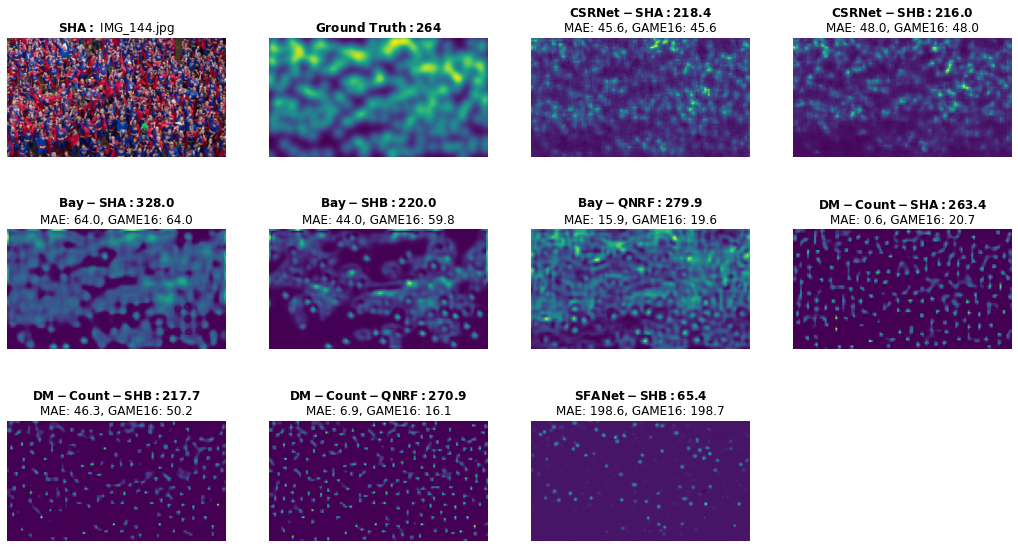 SHA: IMG_144.jpg
Ground Truth:264
CSRNet-SHA:218.4
MAE: 45.6, GAME16: 45.6
CSRNet-SHB:216.0
MAE: 48.0, GAME16: 48.0
Bay-SHA:328.0
MAE: 64.0, GAME16: 64.0
Bay-SHB:220.0
MAE: 44.0, GAME16: 59.8
Bay-QNRF:279.9
MAE: 15.9, GAME16: 19.6
DM-Count-SHA:263.4
MAE: 0.6, GAME16: 20.7
DM-Count-SHB:217.7
MAE: 46.3, GAME16: 50.2
DM-Count-QNRF:270.9
MAE: 6.9, GAME16: 16.1
SFANet-SHB:65.4
MAE: 198.6, GAME16: 198.7